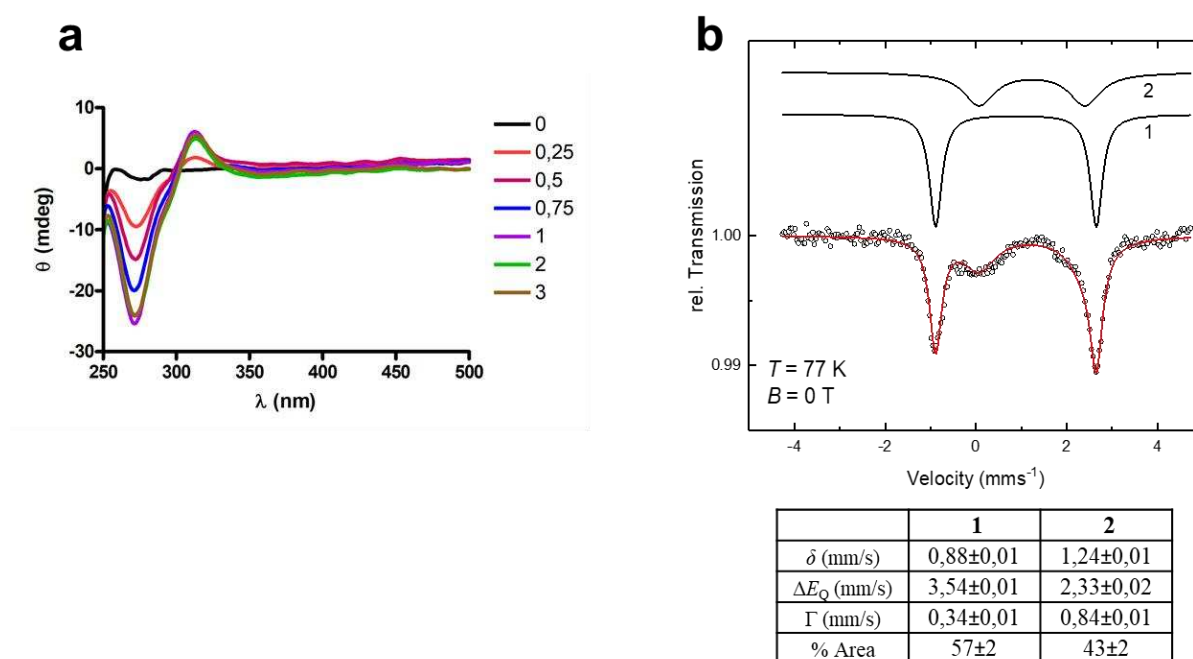 a
10
0
-10
-20
-30
θ (mdeg)
250 300 350 400 450 500
λ (nm)
0
0,25
0,5
0,75
1
2
3
b
2
1
rel. Transmission
1.00
0.99
T = 77 K
B = 0 T
-4 -2 0 2 4
Velocity (mms⁻¹)
1 2
δ (mm/s) 0,88±0,01 1,24±0,01
ΔE_Q (mm/s) 3,54±0,01 2,33±0,02
Γ (mm/s) 0,34±0,01 0,84±0,01
% Area 57±2 43±2